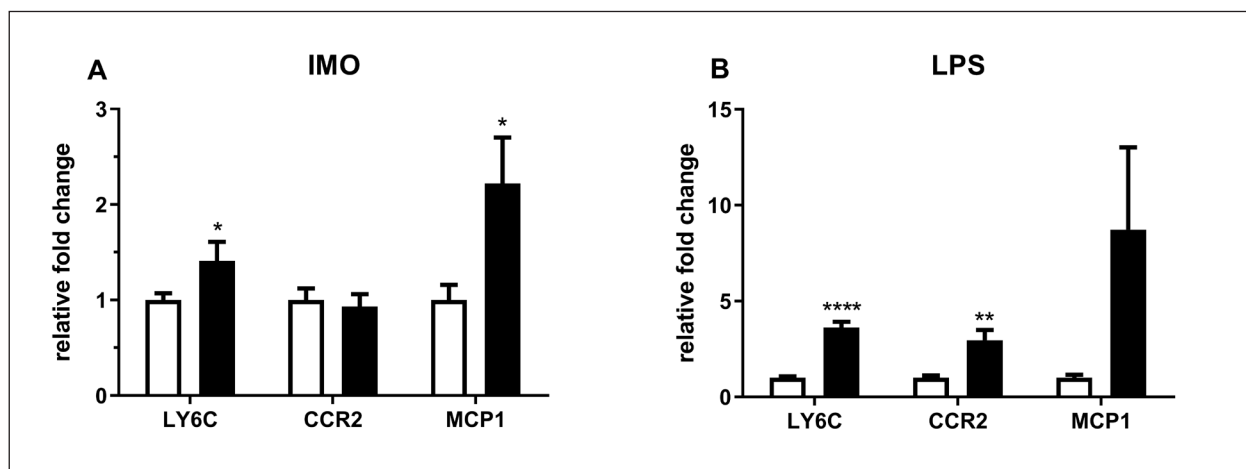 A
IMO
relative fold change
3
2
1
0
*
*
LY6C
CCR2
MCP1
B
LPS
relative fold change
15
10
5
0
****
**
LY6C
CCR2
MCP1